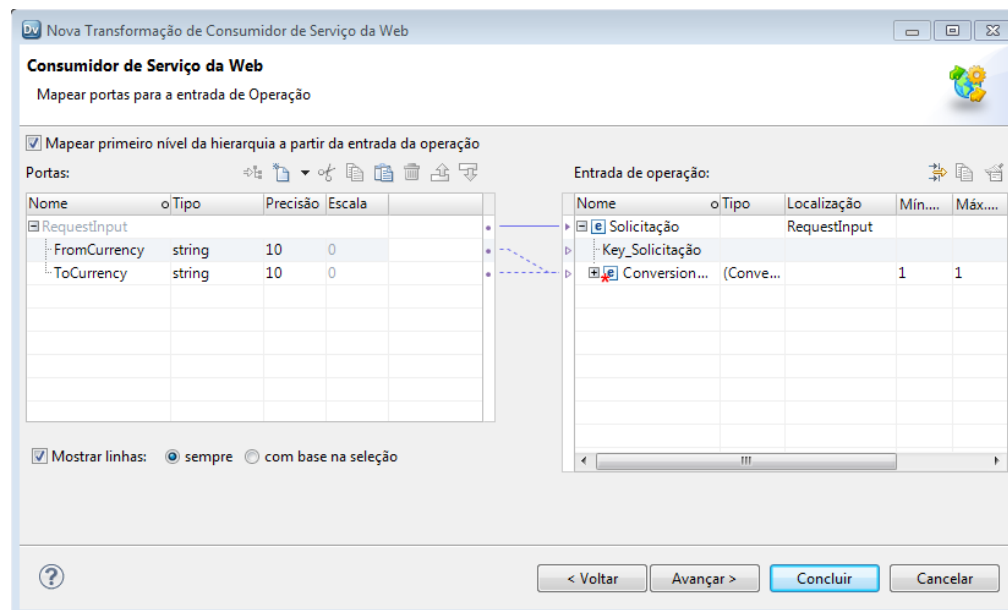 Dv Nova Transformação de Consumidor de Serviço da Web
Consumidor de Serviço da Web
Mapear portas para a entrada de Operação
Mapear primeiro nível da hierarquia a partir da entrada da operação
Portas:
Nome Tipo Precisão Escala
RequestInput
FromCurrency string 10 0
ToCurrency string 10 0
Mostrar linhas: sempre com base na seleção
Entrada de operação:
Nome Tipo Localização Mín.... Máx....
e Solicitação RequestInput
Key_Solicitação
e Conversion... (Conve... 1 1
?
< Voltar Avançar > Concluir Cancelar